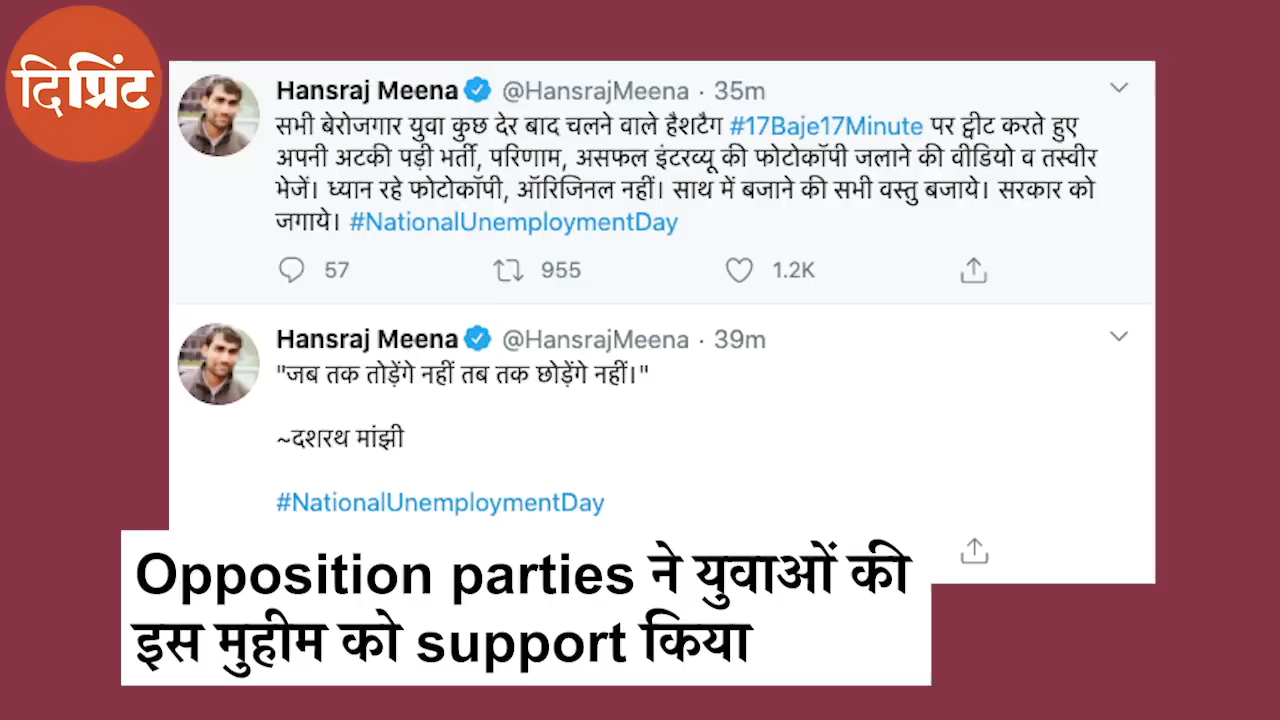 दिप्रिंट
Hansraj Meena @HansrajMeena · 35m
सभी बेरोजगार युवा कुछ देर बाद चलने वाले हैशटैग #17Baje17Minute पर ट्वीट करते हुए
अपनी अटकी पड़ी भर्ती, परिणाम, असफल इंटरव्यू की फोटोकॉपी जलाने की वीडियो व तस्वीर
भेजें। ध्यान रहे फोटोकॉपी, ऑरिजिनल नहीं। साथ में बजाने की सभी वस्तु बजाये। सरकार को
जगाये। #NationalUnemploymentDay
57 955 1.2K
Hansraj Meena @HansrajMeena · 39m
"जब तक तोड़ेंगे नहीं तब तक छोड़ेंगे नहीं।"
~दशरथ मांझी
#NationalUnemploymentDay
Opposition parties ने युवाओं की
इस मुहीम को support किया